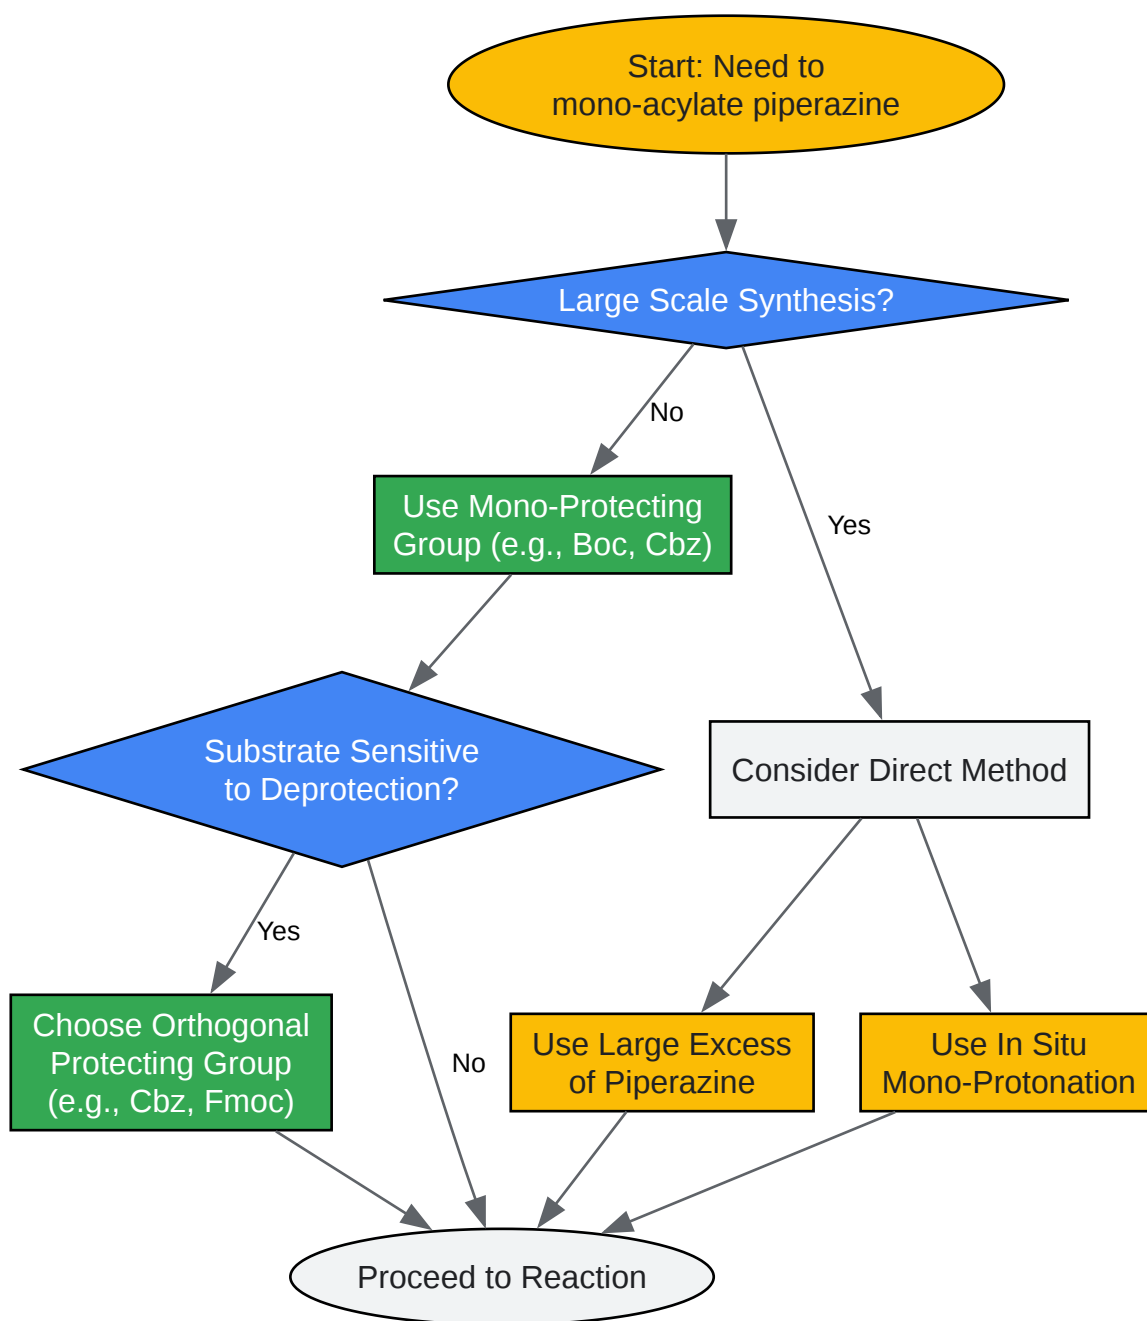 Start: Need to
mono-acylate piperazine
Large Scale Synthesis?
No
Use Mono-Protecting
Group (e.g., Boc, Cbz)
Yes
Substrate Sensitive
to Deprotection?
Consider Direct Method
Yes
Choose Orthogonal
Protecting Group
(e.g., Cbz, Fmoc)
No
Use Large Excess
of Piperazine
Use In Situ
Mono-Protonation
Proceed to Reaction